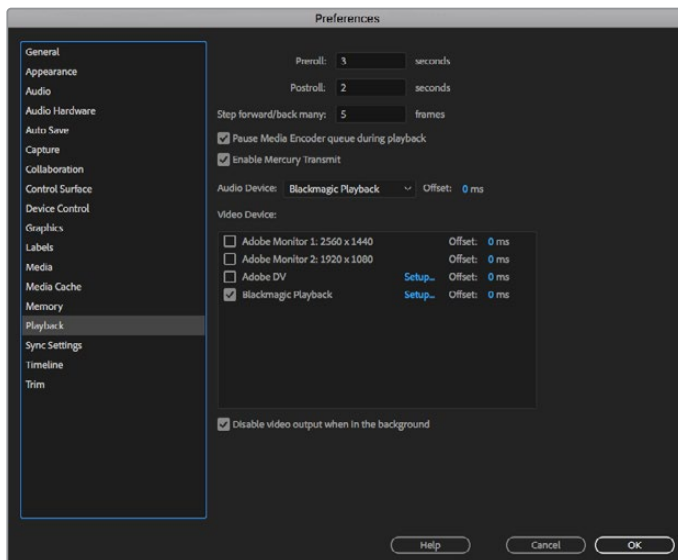 Preferences
General
Appearance
Audio
Audio Hardware
Auto Save
Capture
Collaboration
Control Surface
Device Control
Graphics
Labels
Media
Media Cache
Memory
Playback
Sync Settings
Timeline
Trim
Preroll: 3 seconds
Postroll: 2 seconds
Step forward/back many: 5 frames
Pause Media Encoder queue during playback
Enable Mercury Transmit
Audio Device: Blackmagic Playback Offset: 0 ms
Video Device:
Adobe Monitor 1: 2560 x 1440 Offset: 0 ms
Adobe Monitor 2: 1920 x 1080 Offset: 0 ms
Adobe DV Setup... Offset: 0 ms
Blackmagic Playback Setup... Offset: 0 ms
Disable video output when in the background
Help Cancel OK